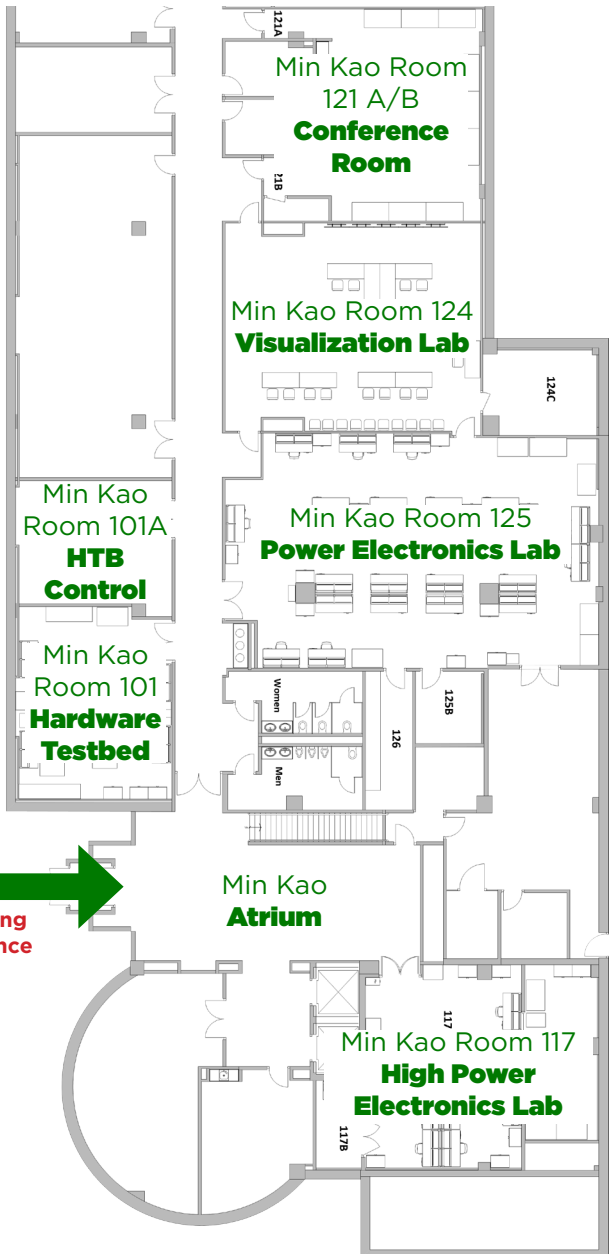 121A
Min Kao Room
121 A/B
Conference
Room
21B
Min Kao Room 124
Visualization Lab
124C
Min Kao
Room 101A
HTB
Control
Min Kao Room 125
Power Electronics Lab
Min Kao
Room 101
Hardware
Testbed
Women
Men
126
125B
Min Kao
Atrium
117
Min Kao Room 117
High Power
Electronics Lab
117B